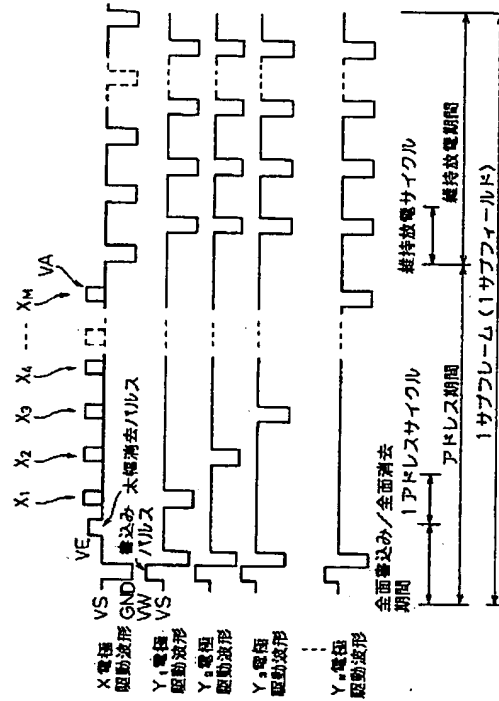 X₁ X₂ X₃ X₄ --- X_M
VA
VE
太幅消去パルス
書込みパルス
VS
GND
VW
VS
X電極
駆動波形
Y₁電極
駆動波形
Y₂電極
駆動波形
Y₃電極
駆動波形
Y_N電極
駆動波形
全面書込み/全面消去
期間
1アドレスサイクル
維持放電サイクル
アドレス期間
維持放電期間
1サブフレーム(1サブフィールド)